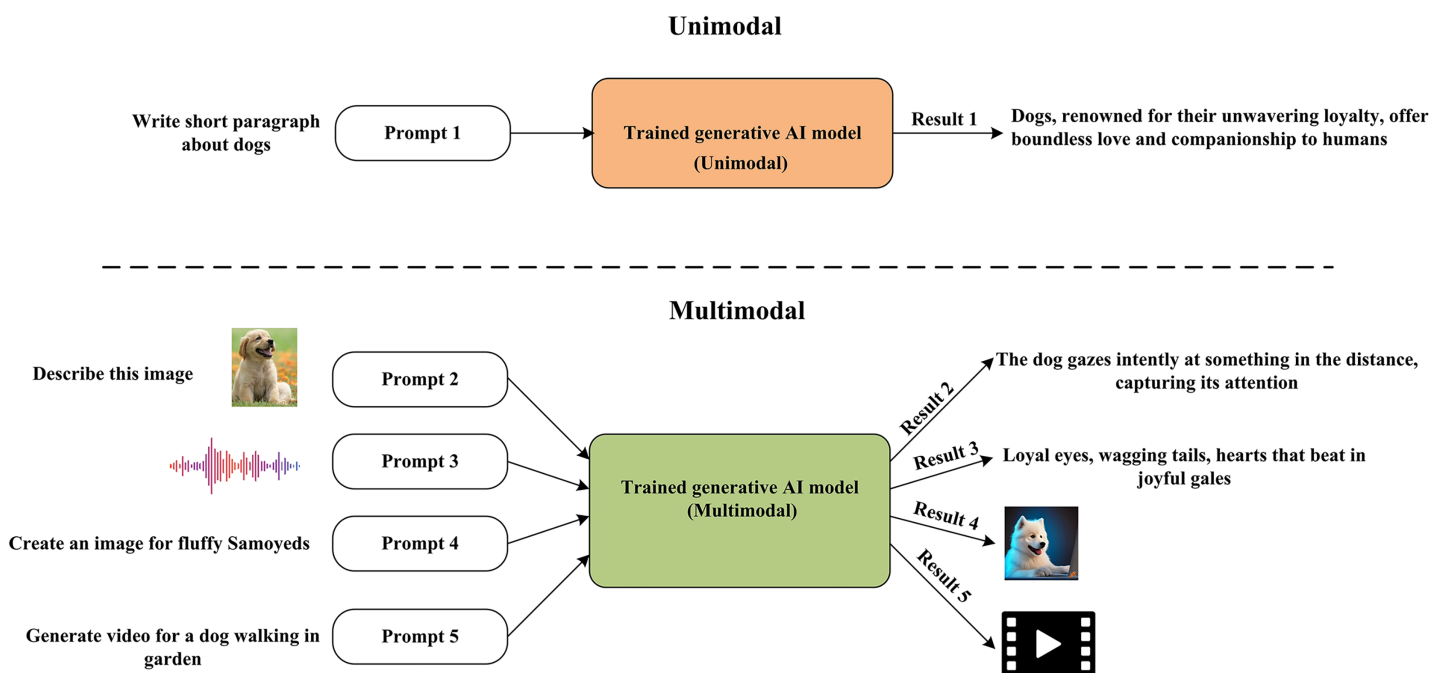 Unimodal
Write short paragraph
about dogs
Prompt 1
Trained generative AI model
(Unimodal)
Result 1
Dogs, renowned for their unwavering loyalty, offer
boundless love and companionship to humans
Multimodal
Describe this image
Prompt 2
Result 2
The dog gazes intently at something in the distance,
capturing its attention
Prompt 3
Result 3
Loyal eyes, wagging tails, hearts that beat in
joyful gales
Trained generative AI model
(Multimodal)
Create an image for fluffy Samoyeds
Prompt 4
Result 4
Generate video for a dog walking in
garden
Prompt 5
Result 5